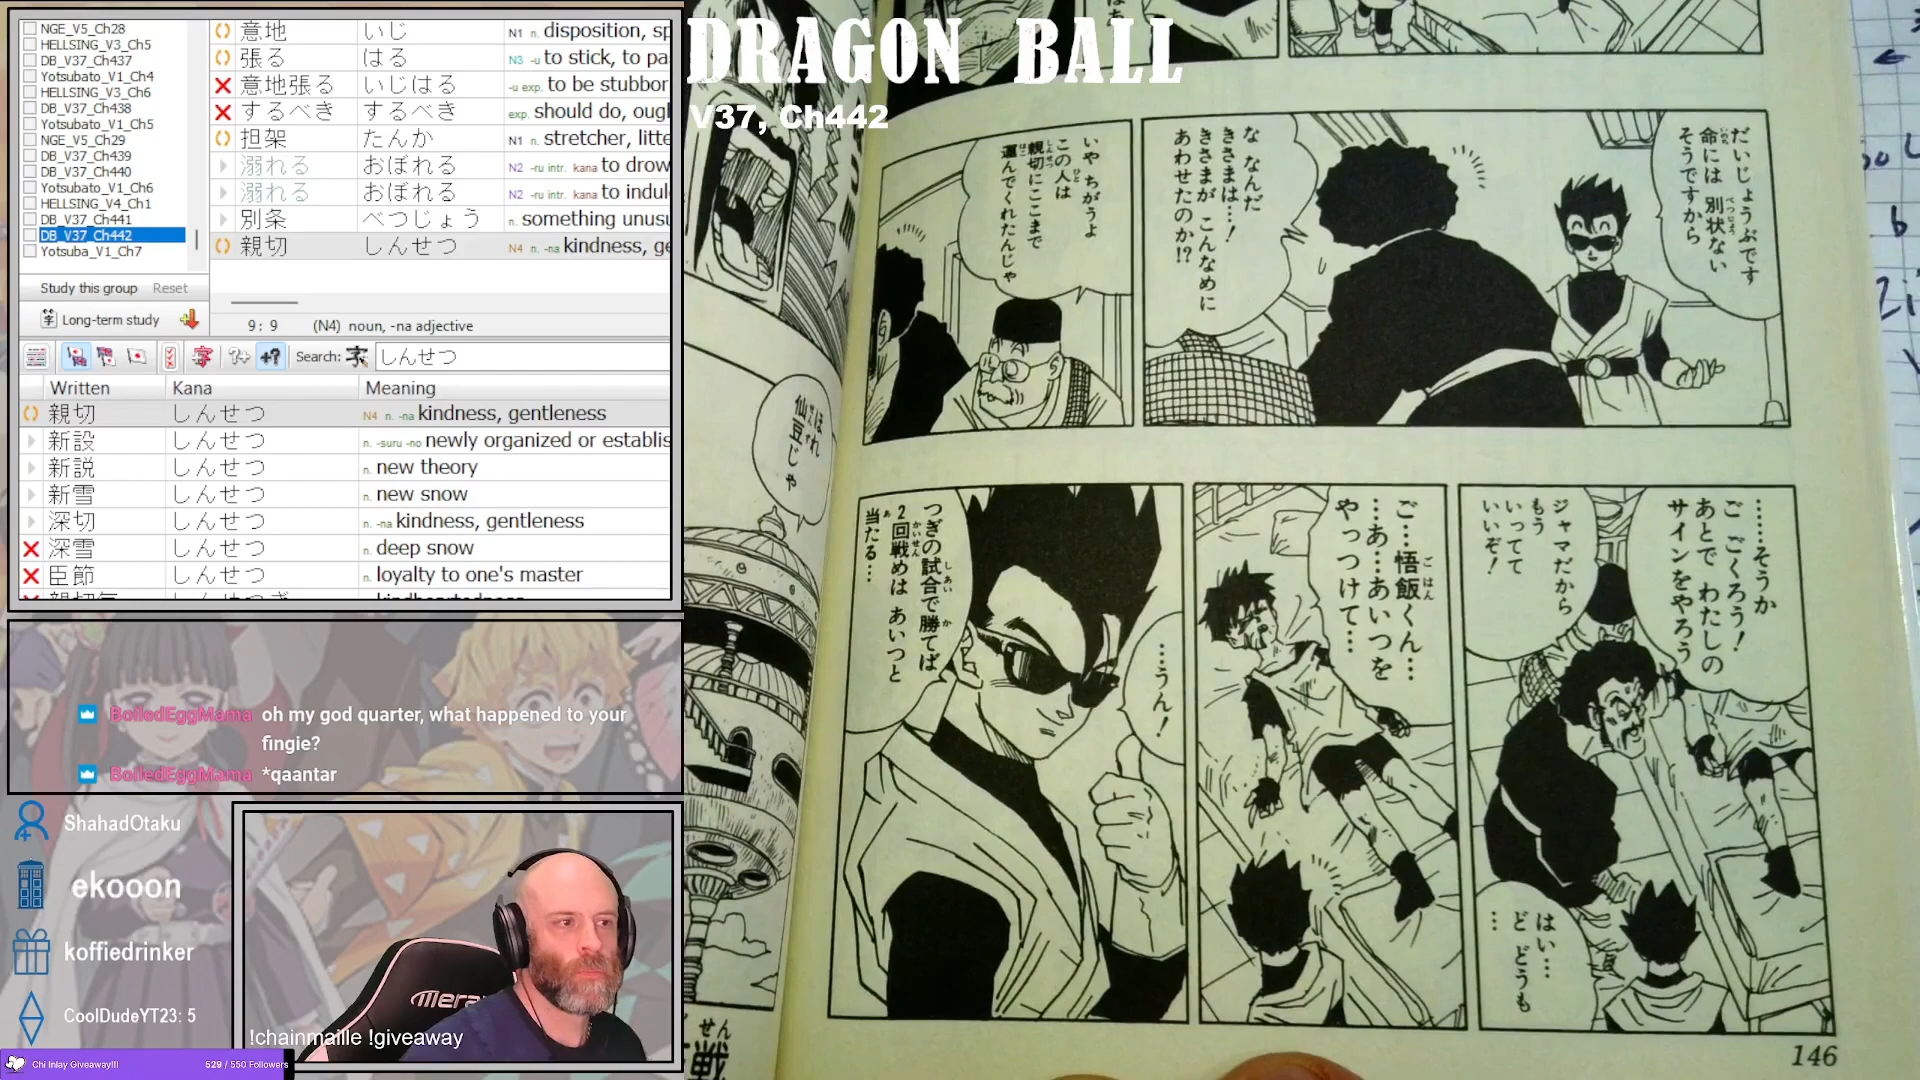 NGE_V5_Ch28
HELLSING_V3_Ch5
DB_V37_Ch437
Yotsubato_V1_Ch4
HELLSING_V3_Ch6
DB_V37_Ch438
Yotsubato_V1_Ch5
NGE_V5_Ch29
DB_V37_Ch439
DB_V37_Ch440
Yotsubato_V1_Ch6
HELLSING_V4_Ch1
DB_V37_Ch441
DB_V37_Ch442
Yotsuba_V1_Ch7
Study this group Reset
Long-term study
意地 いじ N1 n. disposition, sp
張る はる N3 -u to stick, to pa
意地張る いじはる -u exp. to be stubbor
するべき するべき exp. should do, oug
担架 たんか N1 n. stretcher, litte
溺れる おぼれる N2 -ru intr. kana to drow
溺れる おぼれる N2 -ru intr. kana to indul
別条 べつじょう n. something unusu
親切 しんせつ N4 n. -na kindness, ge
9: 9 (N4) noun, -na adjective
Search: しんせつ
Written Kana Meaning
親切 しんせつ N4 n. -na kindness, gentleness
新設 しんせつ n. -suru -no newly organized or establis
新説 しんせつ n. new theory
新雪 しんせつ n. new snow
深切 しんせつ n. -na kindness, gentleness
深雪 しんせつ n. deep snow
臣節 しんせつ n. loyalty to one's master
BoiledEggMama oh my god quarter, what happened to your
fingie?
BoiledEggMama *qaantar
ShahadOtaku
ekooon
koffiedrinker
CoolDudeYT23: 5
Chi Inlay Giveaway!!! 529 / 550 Followers
!chainmaille !giveaway
DRAGON BALL
V37, Ch442
だいじょうぶです
命には 別状ない
そうですから
な なんだ
きさまは…!
きさまが こんなめに
あわせたのか!?
いや ちがうよ
この人は
親切にここまで
運んでくれたんじゃ
……そうか
ご ごくろう!
あとで わたしの
サインをやろう
ジャマだから
もう
いってて
いいぞ!
はい…
ど どうも
…
ご…悟飯くん…
…あ…あいつを
やっつけて…
…うん!
つぎの試合で勝てば
2回戦めは あいつと
当たる…
ほれ
仙豆じゃ
146